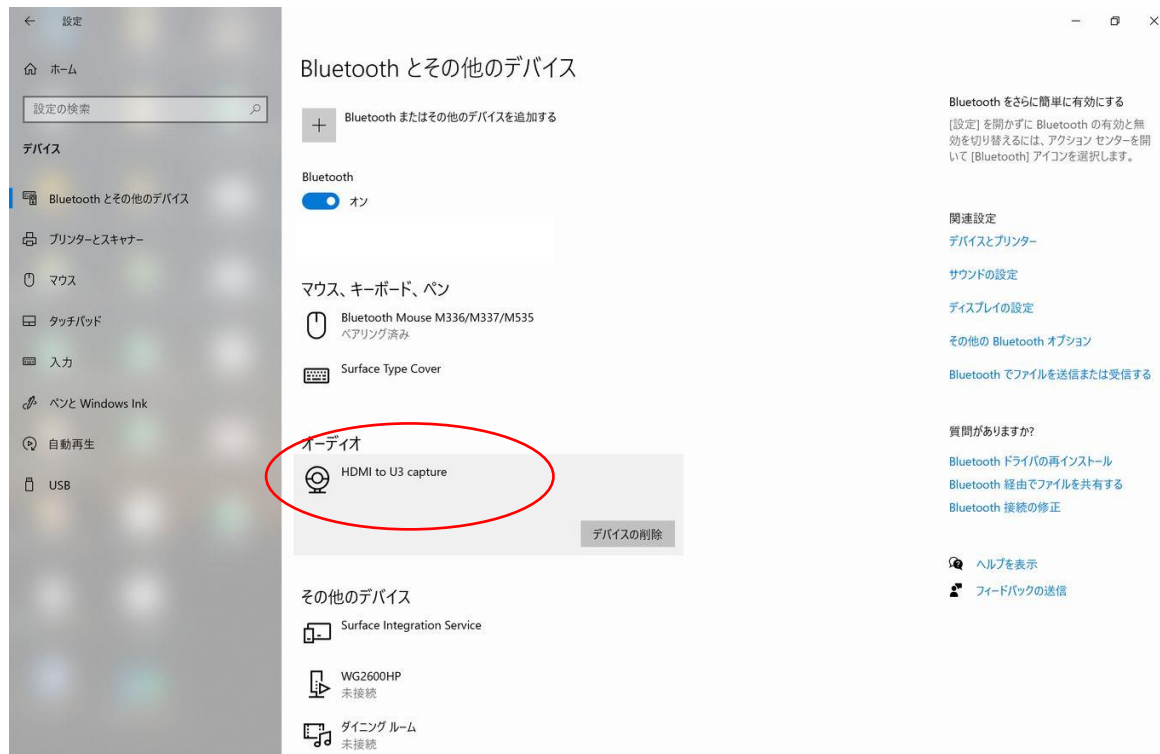 設定
ホーム
設定の検索
デバイス
Bluetooth とその他のデバイス
プリンターとスキャナー
マウス
タッチパッド
入力
ペンと Windows Ink
自動再生
USB
Bluetooth とその他のデバイス
Bluetooth またはその他のデバイスを追加する
Bluetooth
オン
マウス、キーボード、ペン
Bluetooth Mouse M336/M337/M535
ペアリング済み
Surface Type Cover
オーディオ
HDMI to U3 capture
デバイスの削除
その他のデバイス
Surface Integration Service
WG2600HP
未接続
ダイニング ルーム
未接続
Bluetooth をさらに簡単に有効にする
[設定] を開かずに Bluetooth の有効と無
効を切り替えるには、アクション センターを開
いて [Bluetooth] アイコンを選択します。
関連設定
デバイスとプリンター
サウンドの設定
ディスプレイの設定
その他の Bluetooth オプション
Bluetooth でファイルを送信または受信する
質問がありますか?
Bluetooth ドライバの再インストール
Bluetooth 経由でファイルを共有する
Bluetooth 接続の修正
ヘルプを表示
フィードバックの送信